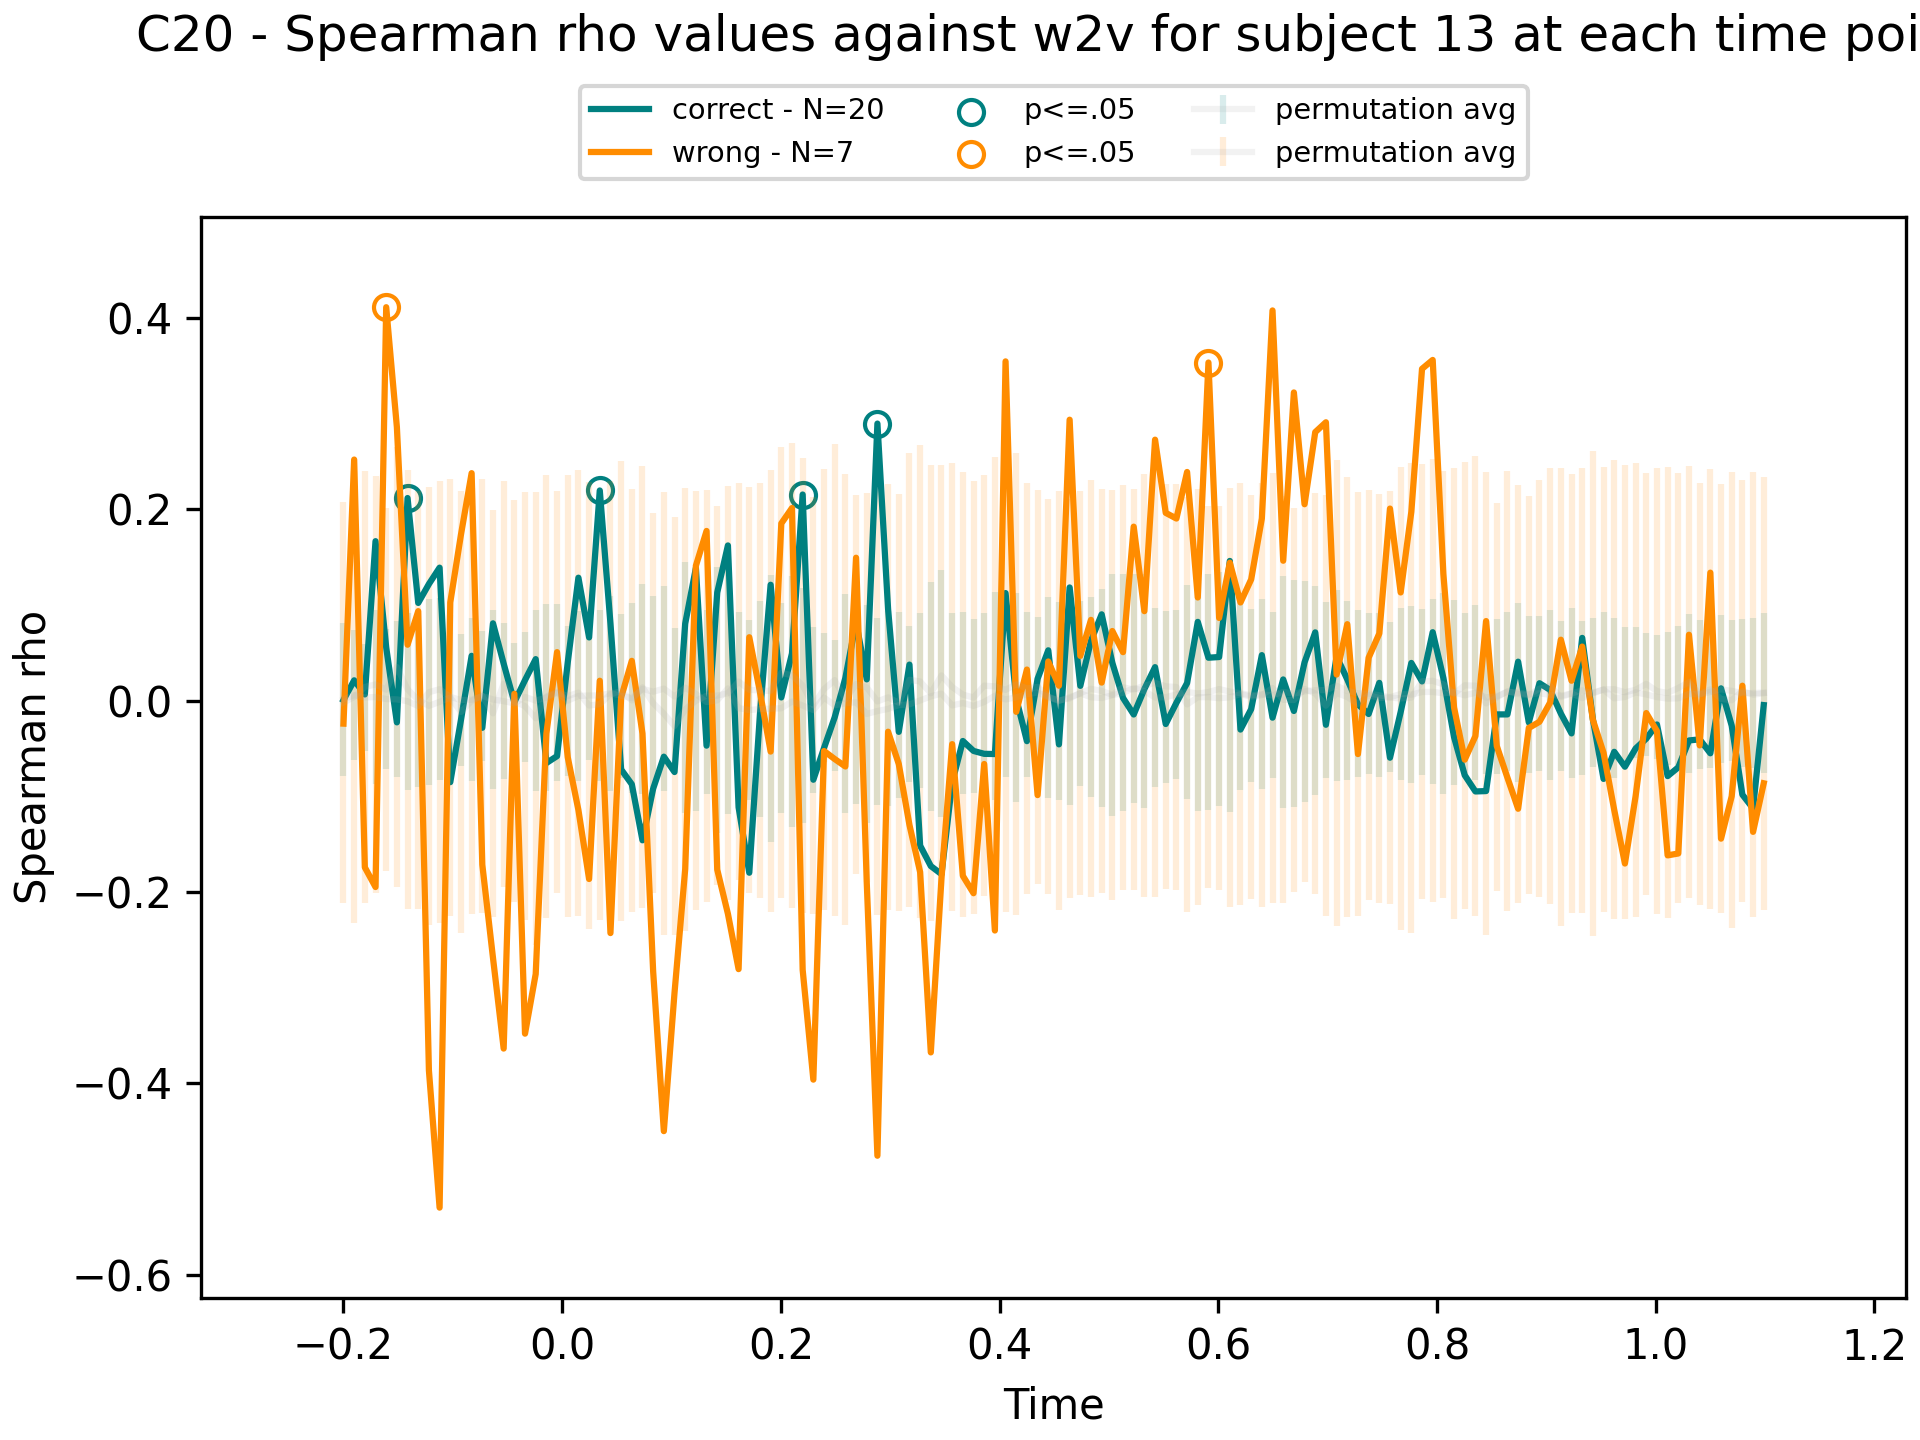 C20 - Spearman rho values against w2v for subject 13 at each time poi
correct - N=20
wrong - N=7
p<=.05
p<=.05
permutation avg
permutation avg
Spearman rho
0.4
0.2
0.0
−0.2
−0.4
−0.6
−0.2
0.0
0.2
0.4
0.6
0.8
1.0
1.2
Time